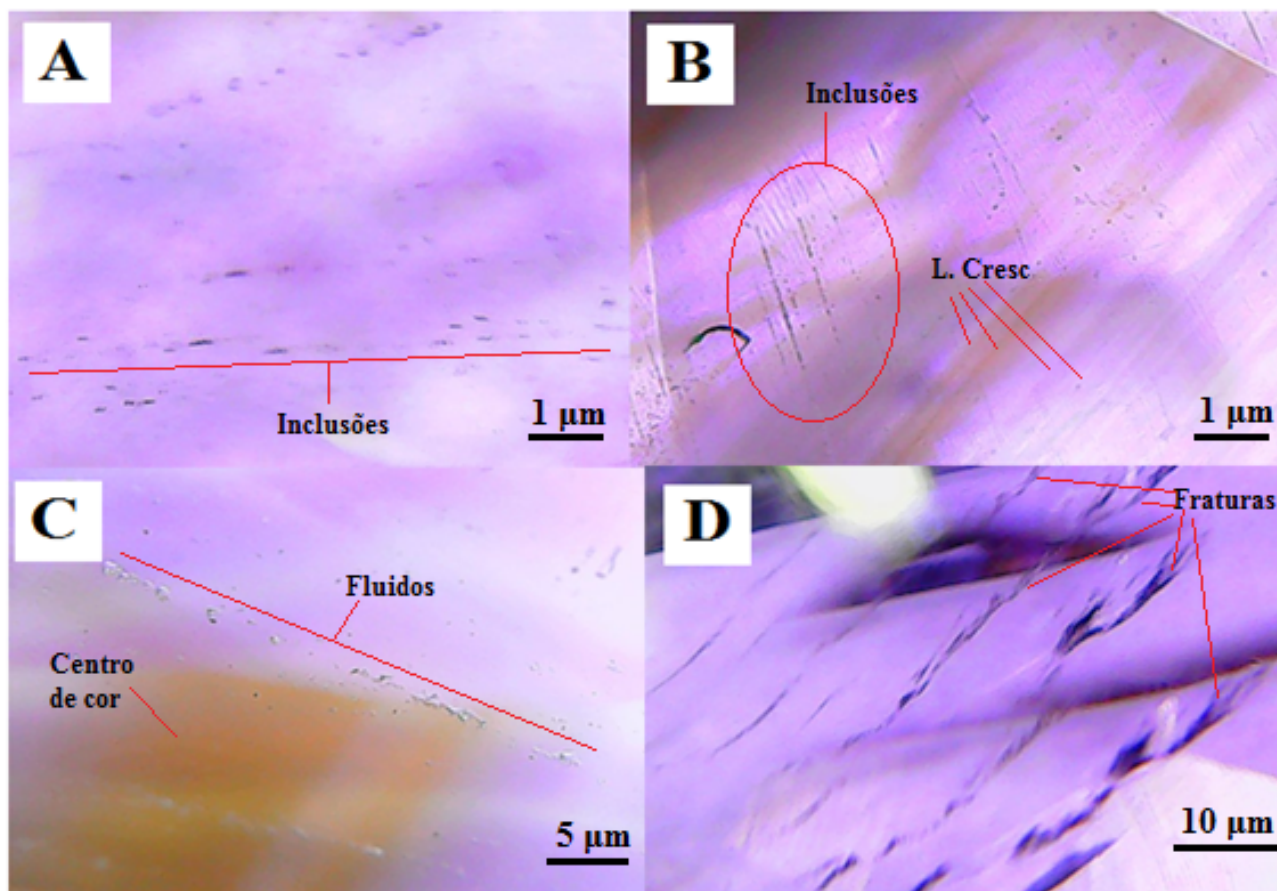 A
Inclusões
1 μm
B
Inclusões
L. Cresc
1 μm
C
Fluidos
Centro
de cor
5 μm
D
Fraturas
10 μm